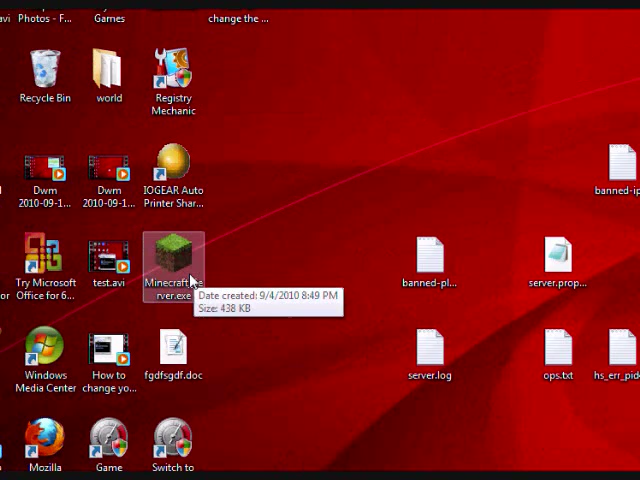 avi
Photos - F...
Games
change the ...
Recycle Bin
world
Registry
Mechanic
Dwm
2010-09-1...
Dwm
2010-09-1...
IOGEAR Auto
Printer Shar...
banned-ip
Try Microsoft
Office for 6...
test.avi
Minecraft
rver.exe
Date created: 9/4/2010 8:49 PM
Size: 438 KB
banned-pl...
server.prop...
or
Windows
Media Center
How to
change yo...
fgdfsgdf.doc
server.log
ops.txt
hs_err_pid
Mozilla
Game
Switch to